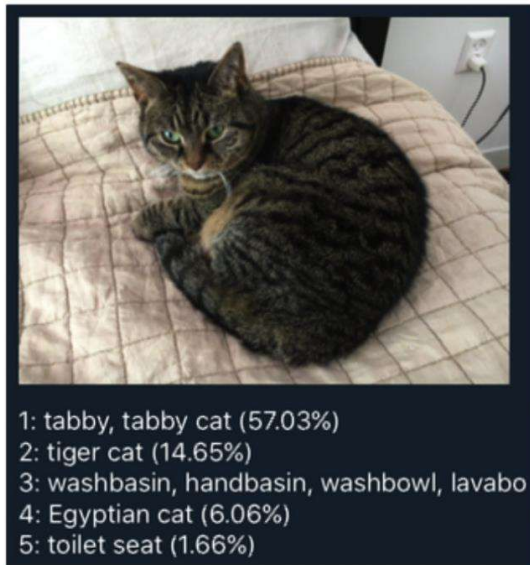 1: tabby, tabby cat (57.03%)
2: tiger cat (14.65%)
3: washbasin, handbasin, washbowl, lavabo
4: Egyptian cat (6.06%)
5: toilet seat (1.66%)